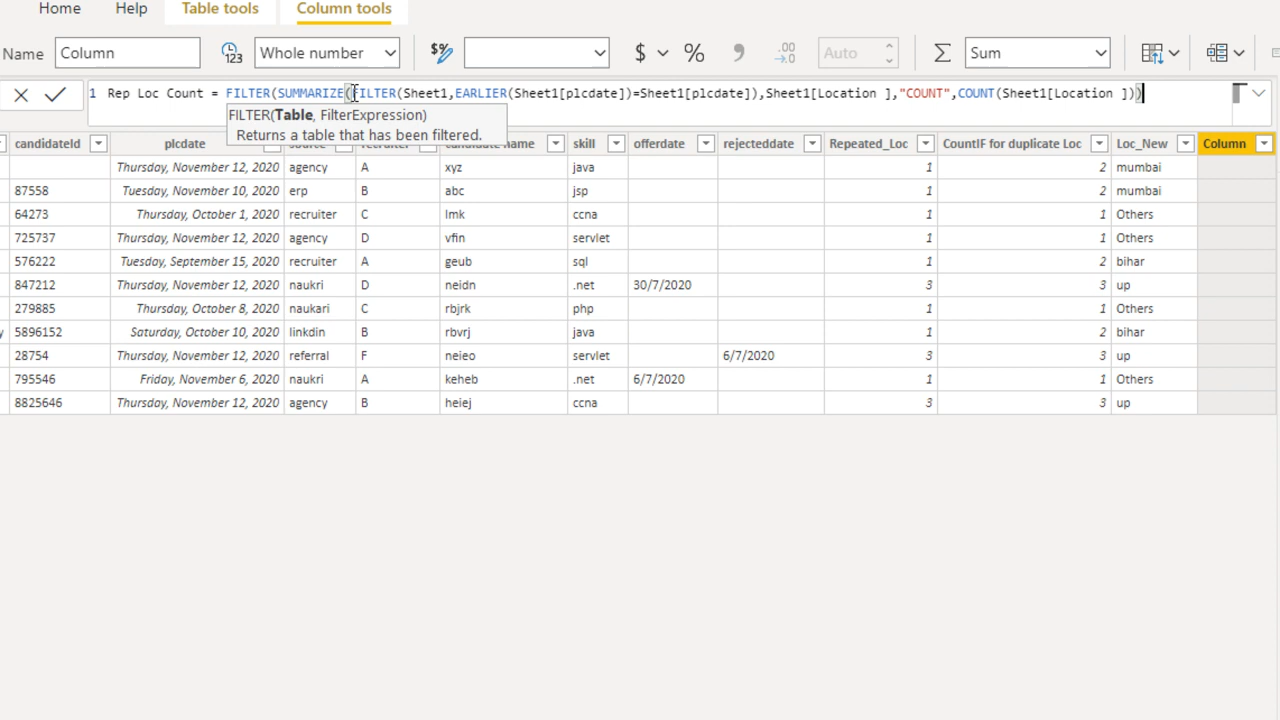 Home Help Table tools Column tools
Name Column 123 Whole number $% $ % 9 .00 Auto Σ Sum
1 Rep Loc Count = FILTER(SUMMARIZE(FILTER(Sheet1,EARLIER(Sheet1[plcdate])=Sheet1[plcdate]),Sheet1[Location ],"COUNT",COUNT(Sheet1[Location ]))
FILTER(Table, FilterExpression)
Returns a table that has been filtered.
candidateId plcdate name skill offerdate rejecteddate Repeated_Loc CountIF for duplicate Loc Loc_New Column
Thursday, November 12, 2020 agency A xyz java 1 2 mumbai
87558 Tuesday, November 10, 2020 erp B abc jsp 1 2 mumbai
64273 Thursday, October 1, 2020 recruiter C lmk ccna 1 1 Others
725737 Thursday, November 12, 2020 agency D vfin servlet 1 1 Others
576222 Tuesday, September 15, 2020 recruiter A geub sql 1 2 bihar
847212 Thursday, November 12, 2020 naukri D neidn .net 30/7/2020 3 3 up
279885 Thursday, October 8, 2020 naukari C rbjrk php 1 1 Others
y 5896152 Saturday, October 10, 2020 linkdin B rbvrj java 1 2 bihar
28754 Thursday, November 12, 2020 referral F neieo servlet 6/7/2020 3 3 up
795546 Friday, November 6, 2020 naukri A keheb .net 6/7/2020 1 1 Others
8825646 Thursday, November 12, 2020 agency B heiej ccna 3 3 up